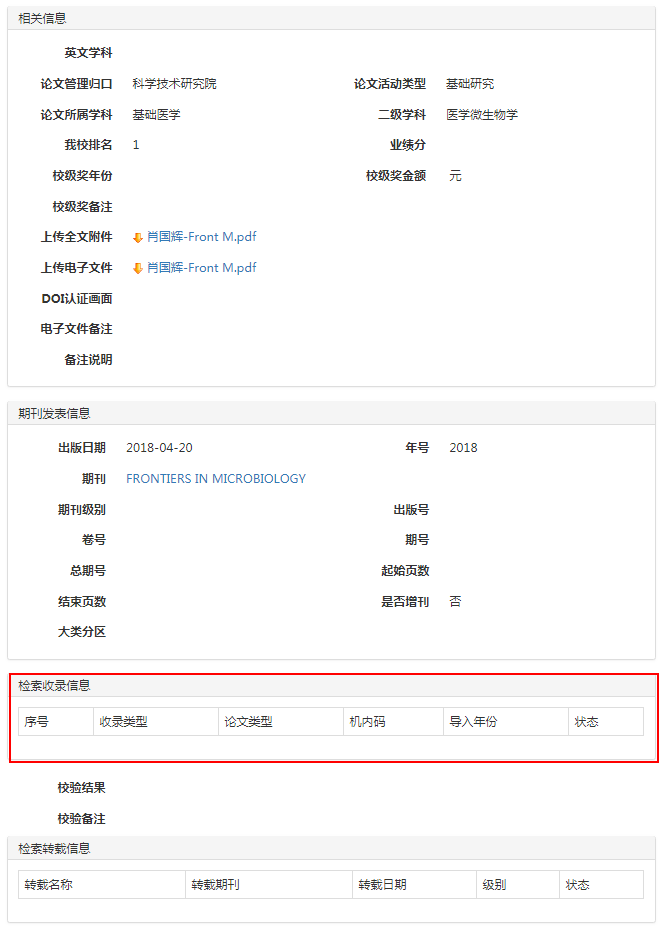 相关信息
英文学科
论文管理归口 科学技术研究院 论文活动类型 基础研究
论文所属学科 基础医学 二级学科 医学微生物学
我校排名 1 业绩分
校级奖年份 校级奖金额 元
校级奖备注
上传全文附件 肖国辉-Front M.pdf
上传电子文件 肖国辉-Front M.pdf
DOI认证画面
电子文件备注
备注说明
期刊发表信息
出版日期 2018-04-20 年号 2018
期刊 FRONTIERS IN MICROBIOLOGY
期刊级别 出版号
卷号 期号
总期号 起始页数
结束页数 是否增刊 否
大类分区
检索收录信息
序号 收录类型 论文类型 机内码 导入年份 状态
校验结果
校验备注
检索转载信息
转载名称 转载期刊 转载日期 级别 状态